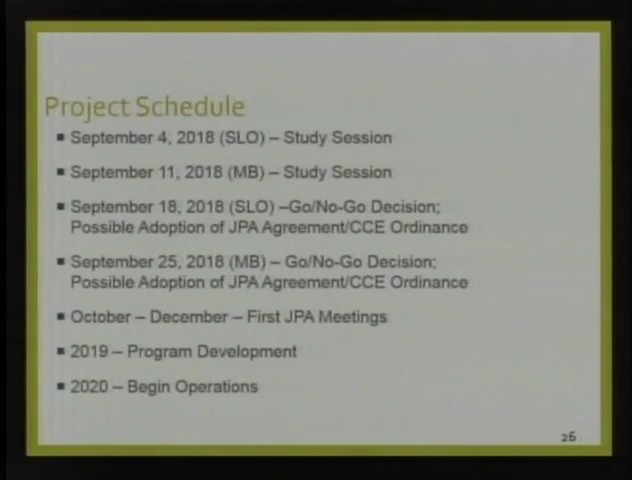 Project Schedule
▪ September 4, 2018 (SLO) – Study Session
▪ September 11, 2018 (MB) – Study Session
▪ September 18, 2018 (SLO) –Go/No-Go Decision;
Possible Adoption of JPA Agreement/CCE Ordinance
▪ September 25, 2018 (MB) – Go/No-Go Decision;
Possible Adoption of JPA Agreement/CCE Ordinance
▪ October – December – First JPA Meetings
▪ 2019 – Program Development
▪ 2020 – Begin Operations
26